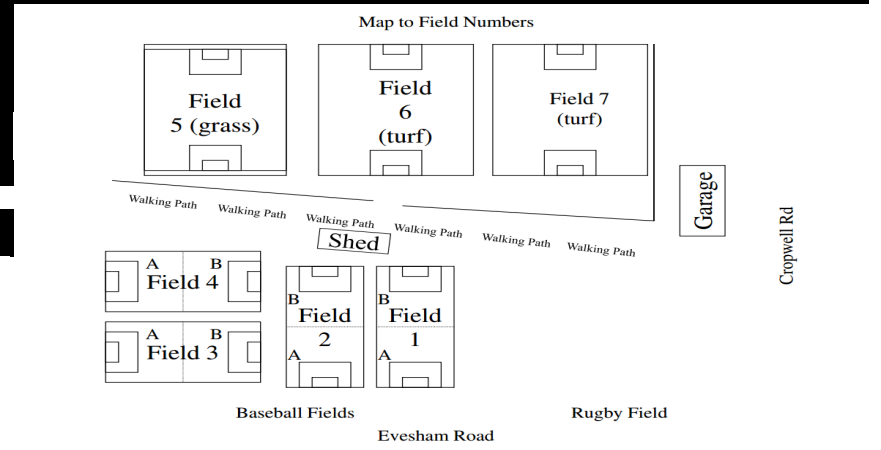 Map to Field Numbers
Field
5 (grass)
Field
6
(turf)
Field 7
(turf)
Garage
Cropwell Rd
Walking Path
Walking Path
Walking Path
Walking Path
Walking Path
Walking Path
Shed
A B
Field 4
A B
Field 3
B
Field
2
A
B
Field
1
A
Baseball Fields
Rugby Field
Evesham Road